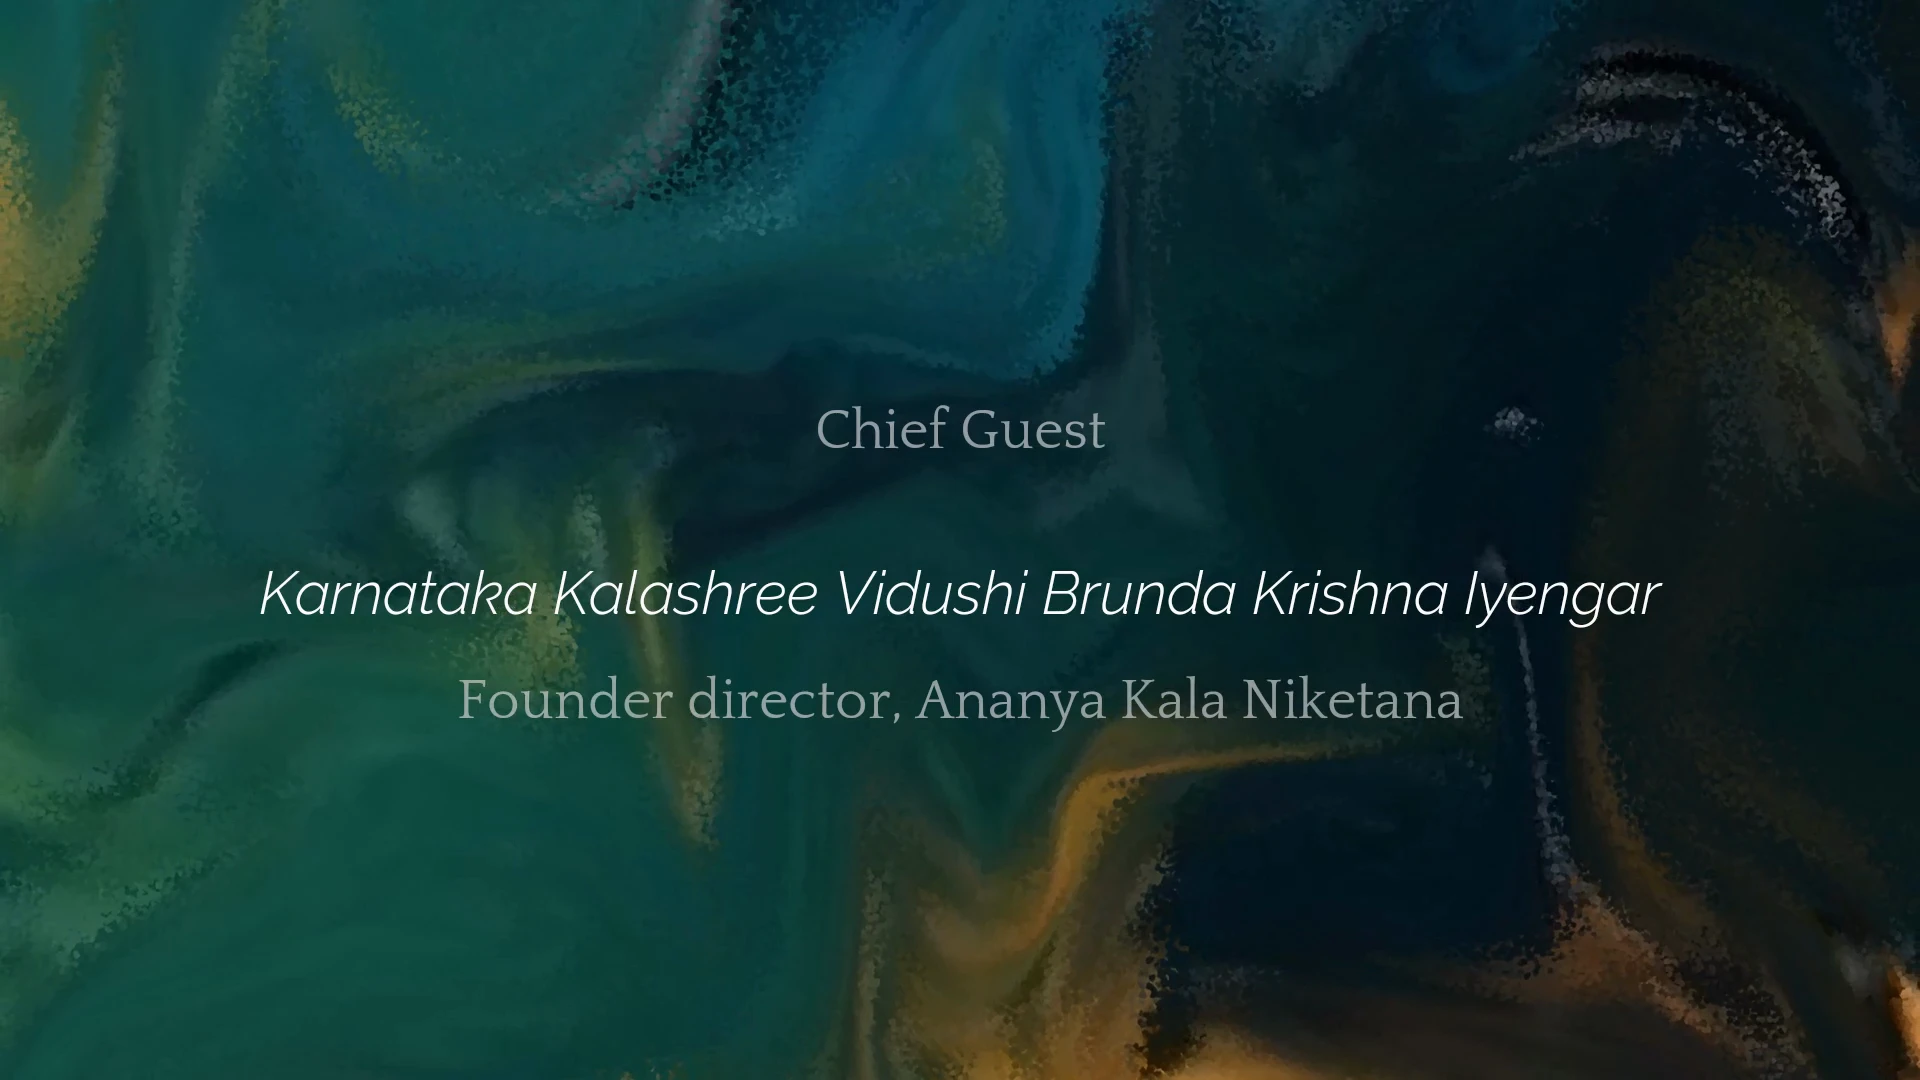 Chief Guest
Karnataka Kalashree Vidushi Brunda Krishna Iyengar
Founder director, Ananya Kala Niketana